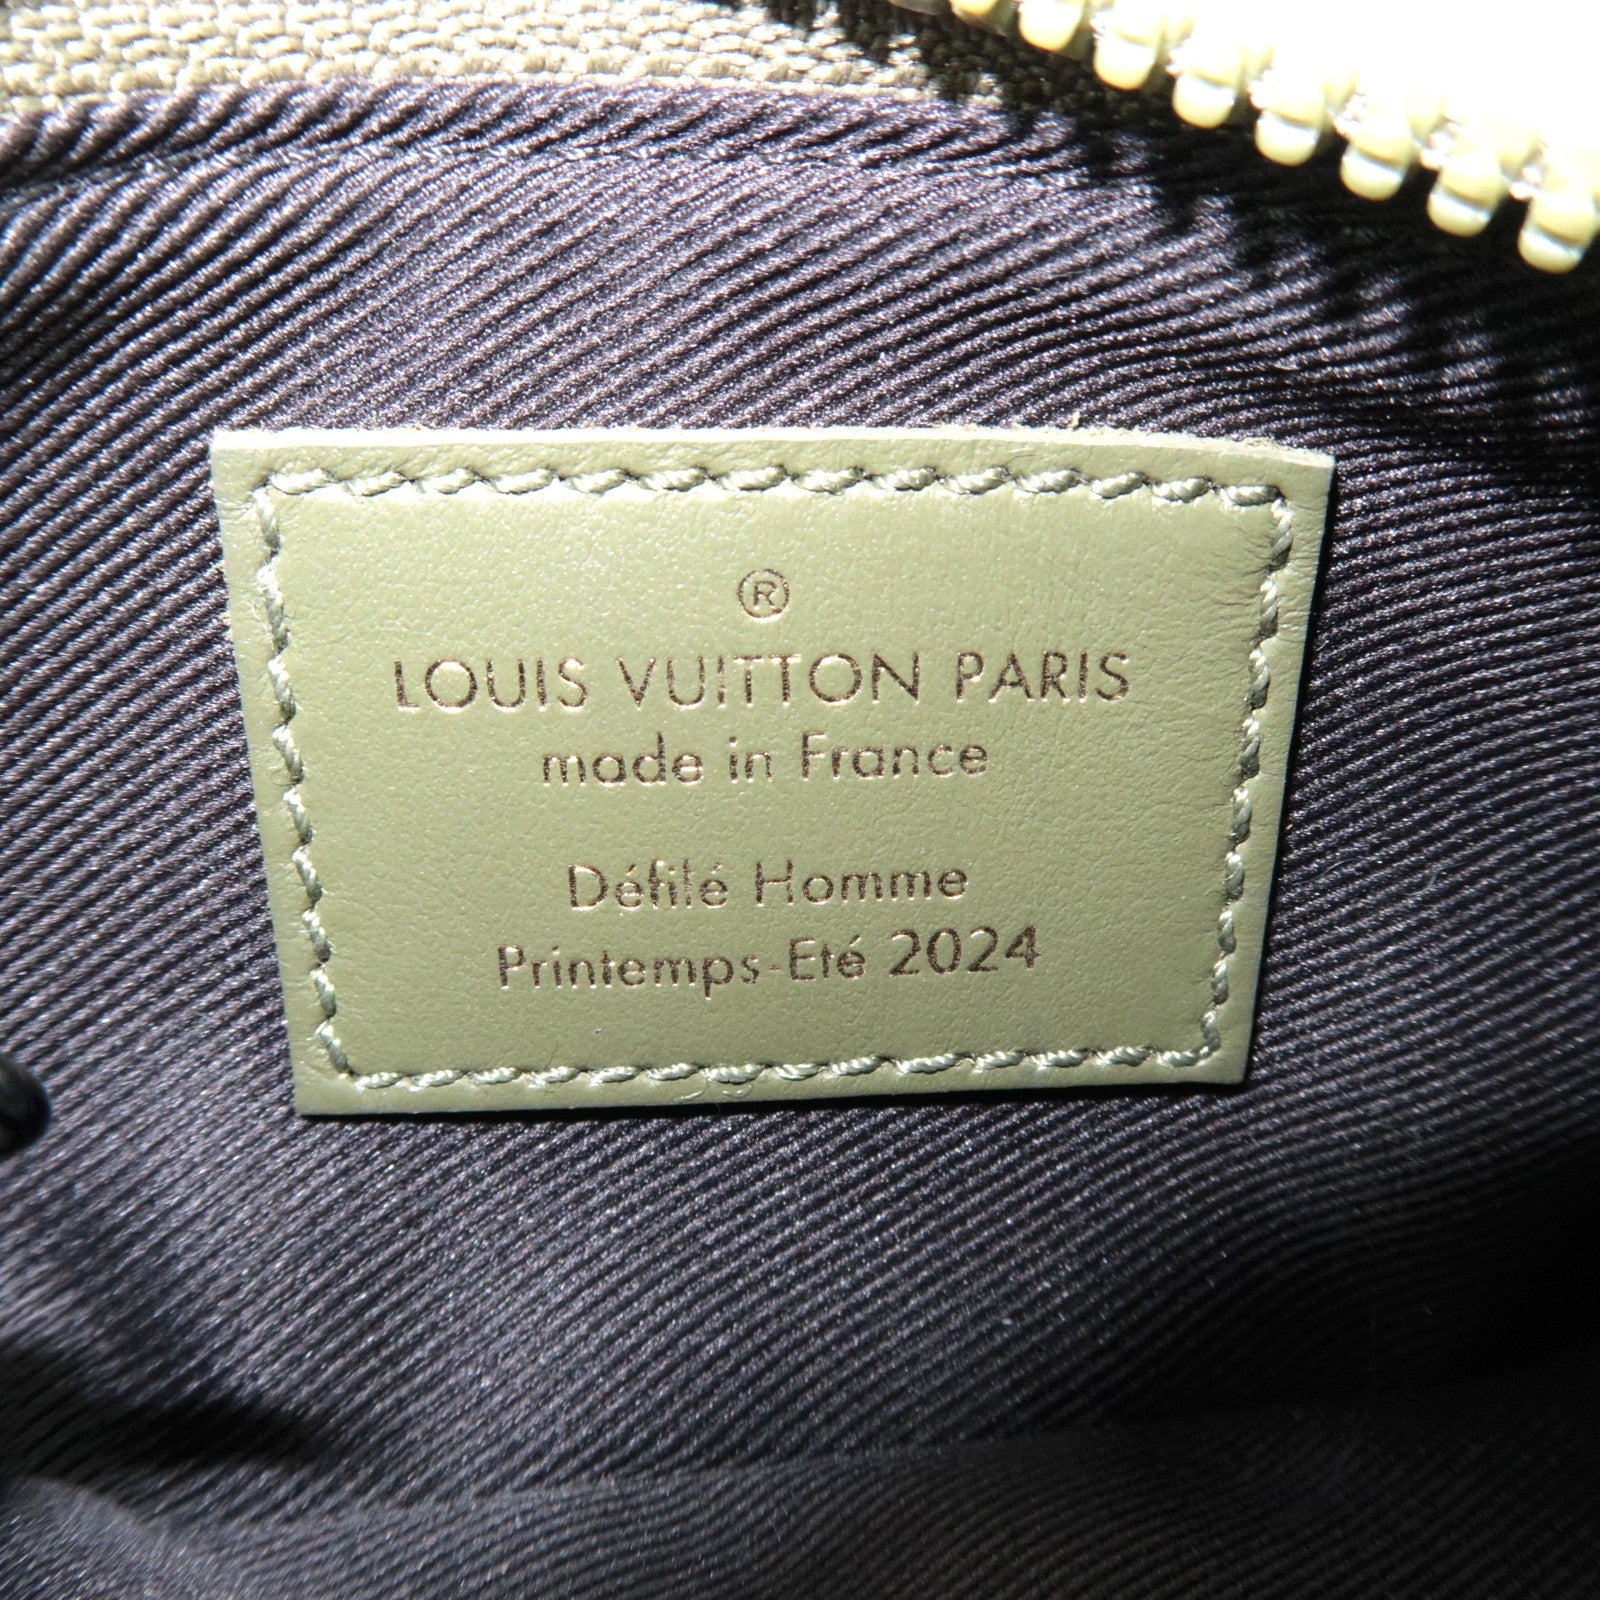 ®
LOUIS VUITTON PARIS
made in France
Défilé Homme
Printemps-Eté 2024